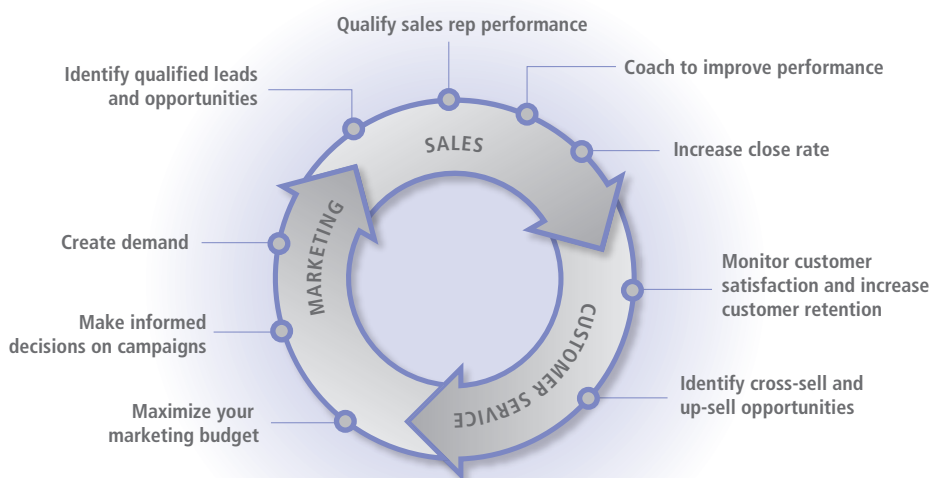 Qualify sales rep performance
Identify qualified leads
and opportunities
Coach to improve performance
SALES
Increase close rate
MARKETING
Create demand
Monitor customer
satisfaction and increase
customer retention
Make informed
decisions on campaigns
CUSTOMER SERVICE
Identify cross-sell and
up-sell opportunities
Maximize your
marketing budget